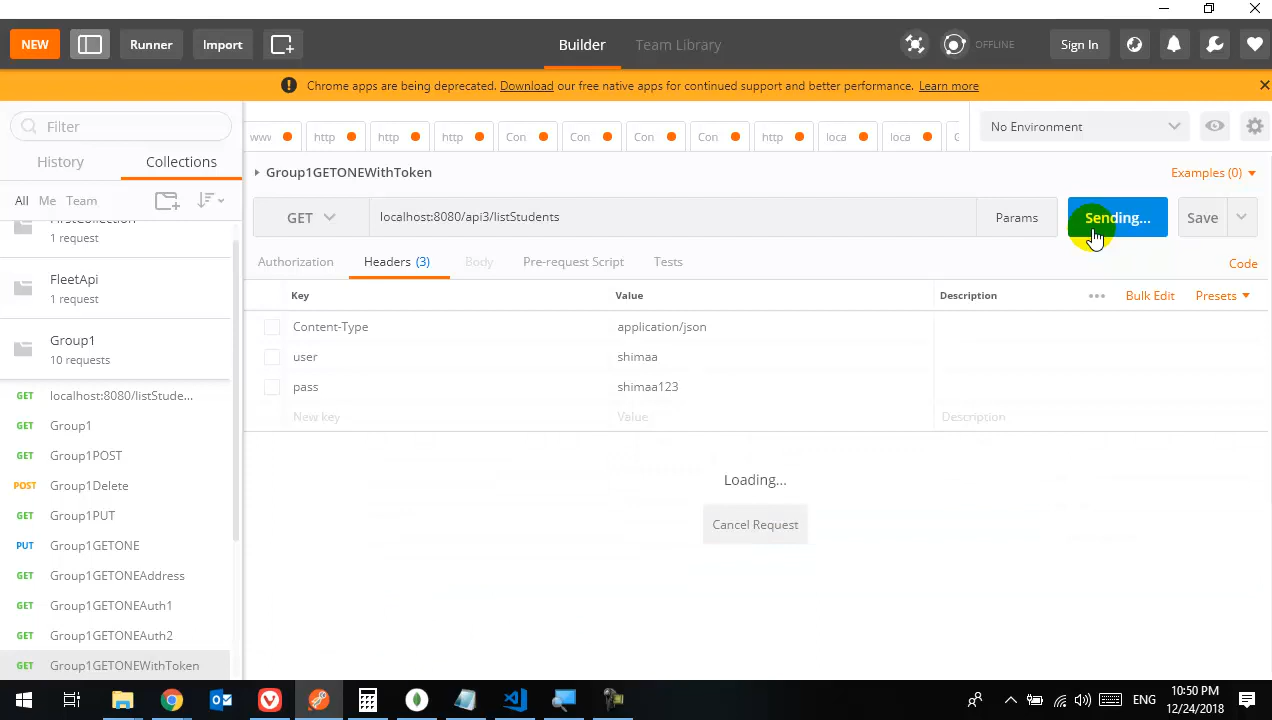 NEW
Runner
Import
Builder
Team Library
OFFLINE
Sign In
Chrome apps are being deprecated. Download our free native apps for continued support and better performance. Learn more
Filter
History
Collections
All
Me
Team
FirstCollection
1 request
FleetApi
1 request
Group1
10 requests
GET localhost:8080/listStude...
GET Group1
GET Group1POST
POST Group1Delete
GET Group1PUT
PUT Group1GETONE
GET Group1GETONEAddress
GET Group1GETONEAuth1
GET Group1GETONEAuth2
GET Group1GETONEWithToken
http
http
http
Con
Con
Con
Con
http
loca
loca
No Environment
Group1GETONEWithToken
Examples (0)
GET
localhost:8080/api3/listStudents
Params
Sending...
Save
Authorization
Headers (3)
Body
Pre-request Script
Tests
Code
Key
Value
Description
Bulk Edit
Presets
Content-Type
application/json
user
shimaa
pass
shimaa123
New key
Value
Description
Loading...
Cancel Request
ENG
10:50 PM
12/24/2018